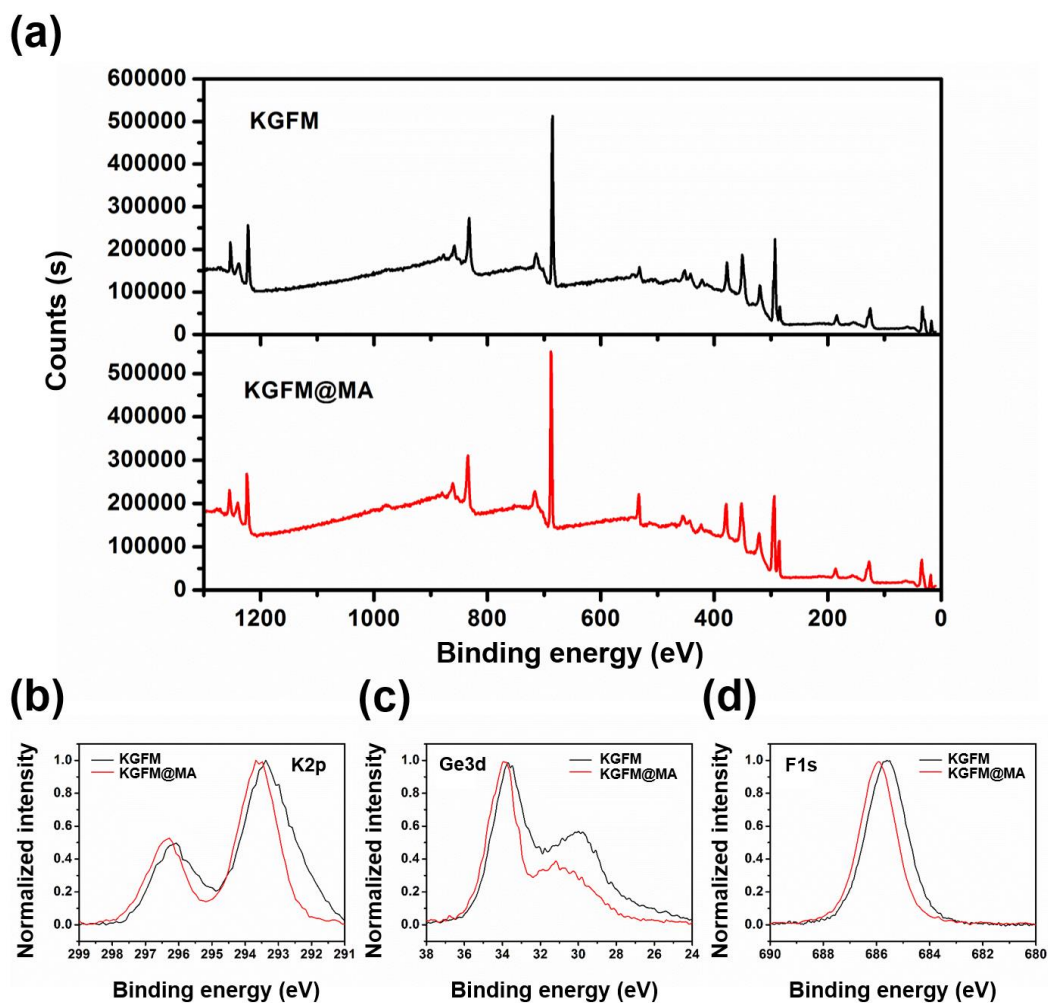 (a)
600000
500000
400000
300000
200000
100000
0
KGFM
500000
400000
300000
200000
100000
0
KGFM@MA
Counts (s)
1200 1000 800 600 400 200 0
Binding energy (eV)
(b)
1.0
0.8
0.6
0.4
0.2
0.0
KGFM
KGFM@MA
K2p
Normalized intensity
299 298 297 296 295 294 293 292 291
Binding energy (eV)
(c)
1.0
0.8
0.6
0.4
0.2
0.0
Ge3d
KGFM
KGFM@MA
Normalized intensity
38 36 34 32 30 28 26 24
Binding energy (eV)
(d)
1.0
0.8
0.6
0.4
0.2
0.0
F1s
KGFM
KGFM@MA
Normalized intensity
690 688 686 684 682 680
Binding energy (eV)